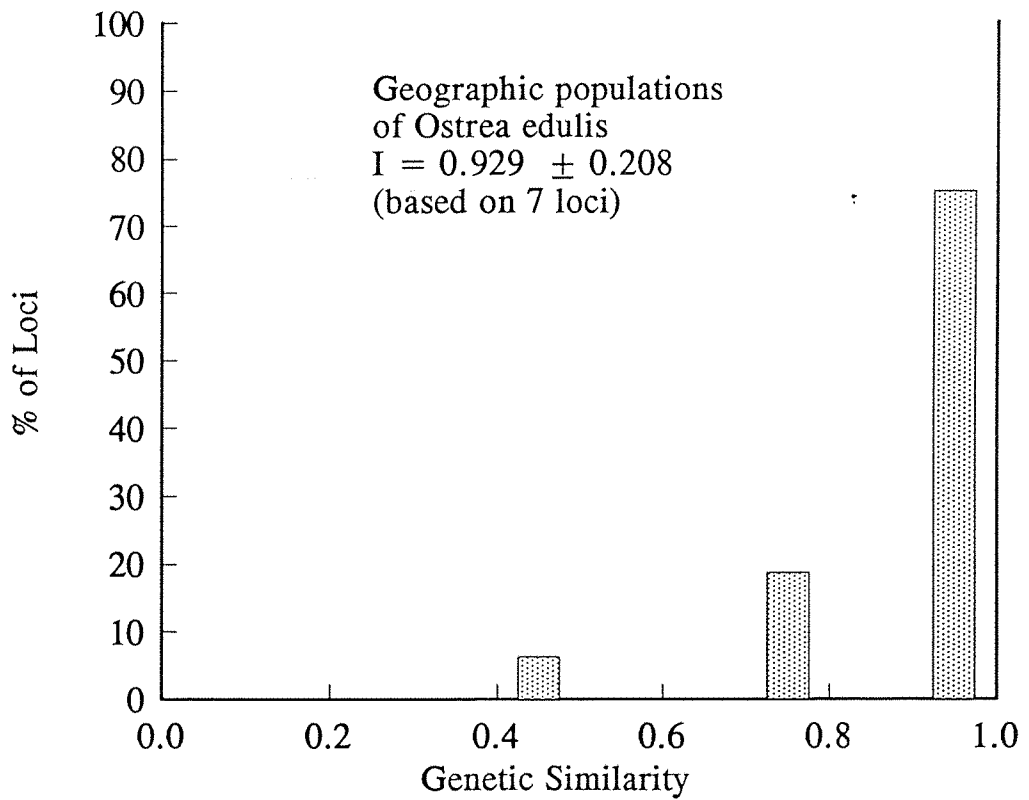 100
90
80
70
60
50
40
30
20
10
0
% of Loci
Geographic populations
of Ostrea edulis
I = 0.929 ± 0.208
(based on 7 loci)
0.0 0.2 0.4 0.6 0.8 1.0
Genetic Similarity